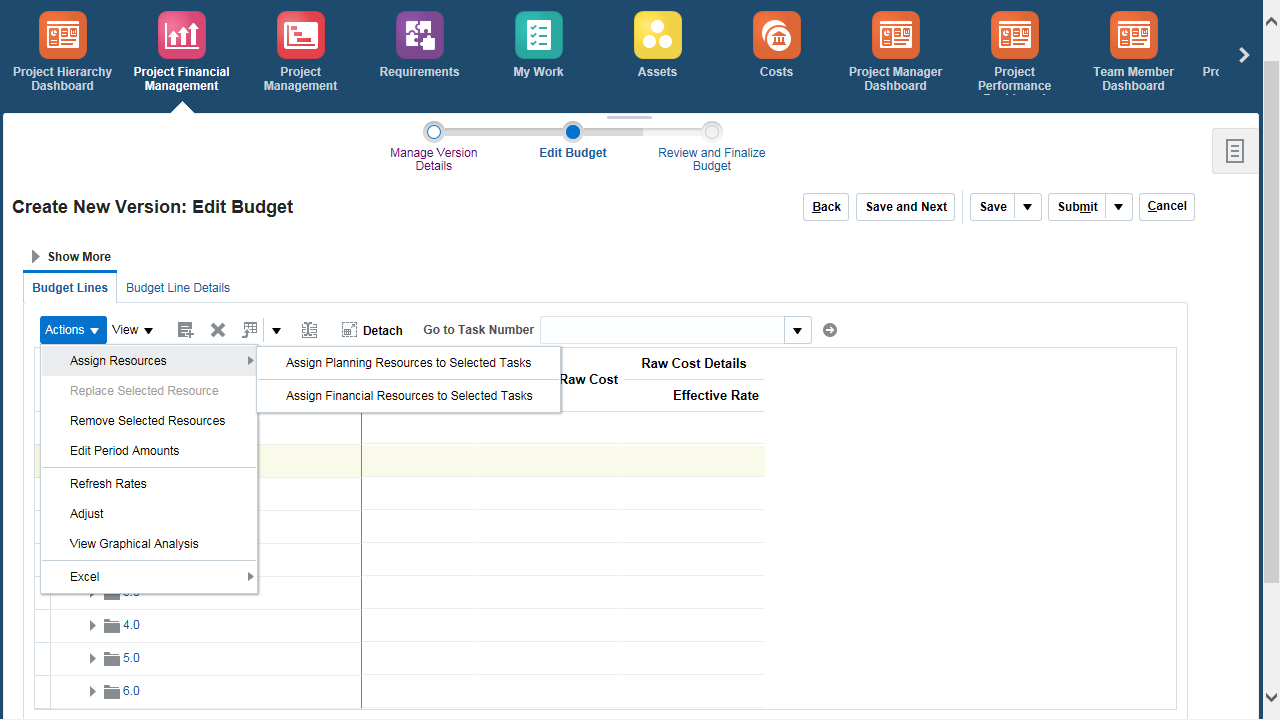 Project Hierarchy
Dashboard
Project Financial
Management
Project
Management
Requirements
My Work
Assets
Costs
Project Manager
Dashboard
Project
Performance
Team Member
Dashboard
Manage Version
Details
Edit Budget
Review and Finalize
Budget
Create New Version: Edit Budget
Back
Save and Next
Save
Submit
Cancel
Show More
Budget Lines
Budget Line Details
Actions
View
Detach
Go to Task Number
Assign Resources
Replace Selected Resource
Remove Selected Resources
Edit Period Amounts
Refresh Rates
Adjust
View Graphical Analysis
Excel
Assign Planning Resources to Selected Tasks
Assign Financial Resources to Selected Tasks
Raw Cost
Raw Cost Details
Effective Rate
4.0
5.0
6.0